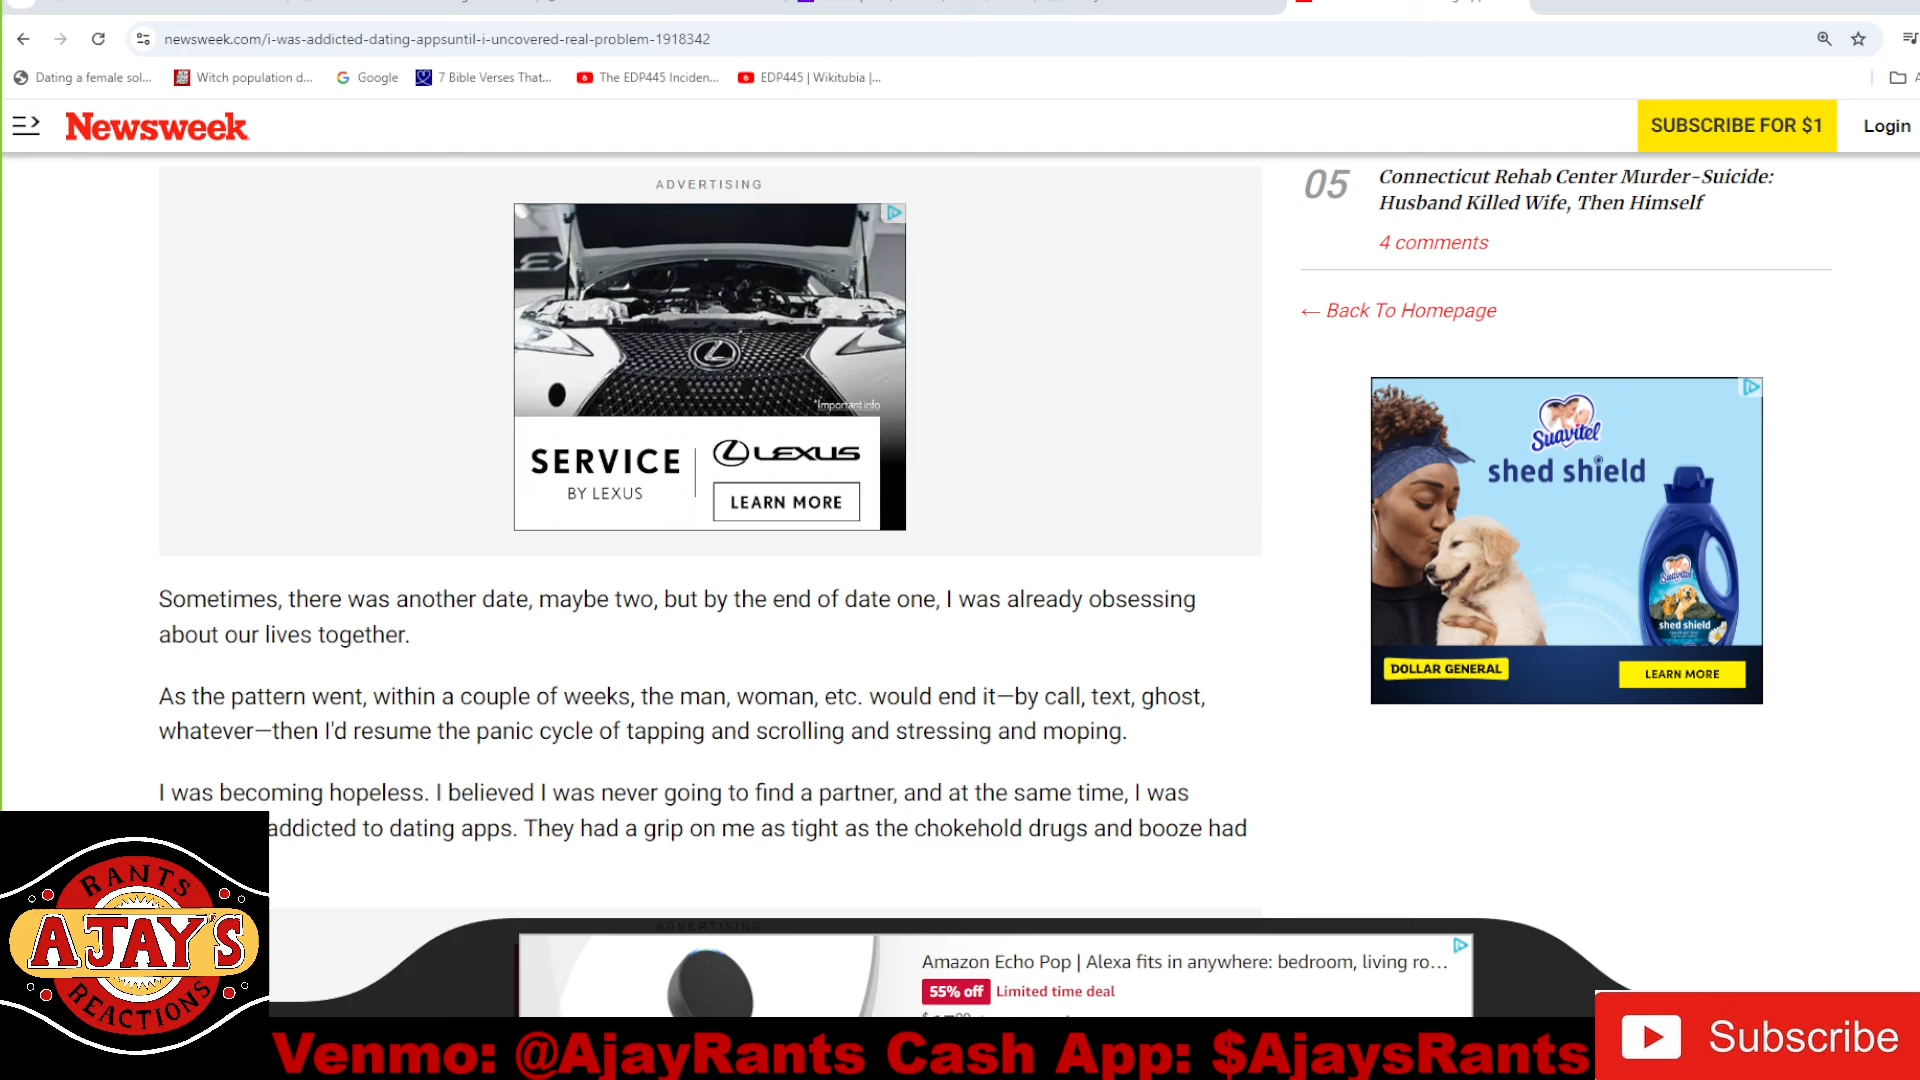 newsweek.com/i-was-addicted-dating-appsuntil-i-uncovered-real-problem-1918342
Dating a female sol...
Witch population d...
Google
7 Bible Verses That...
The EDP445 Inciden...
EDP445 | Wikitubia |...
Newsweek
SUBSCRIBE FOR $1
Login
ADVERTISING
*Important info
SERVICE
BY LEXUS
LEXUS
LEARN MORE
05
Connecticut Rehab Center Murder-Suicide:
Husband Killed Wife, Then Himself
4 comments
← Back To Homepage
Suavitel
shed shield
Suavitel
shed shield
DOLLAR GENERAL
LEARN MORE
Sometimes, there was another date, maybe two, but by the end of date one, I was already obsessing
about our lives together.
As the pattern went, within a couple of weeks, the man, woman, etc. would end it—by call, text, ghost,
whatever—then I'd resume the panic cycle of tapping and scrolling and stressing and moping.
I was becoming hopeless. I believed I was never going to find a partner, and at the same time, I was
addicted to dating apps. They had a grip on me as tight as the chokehold drugs and booze had
ADVERTISING
Amazon Echo Pop | Alexa fits in anywhere: bedroom, living ro...
55% off Limited time deal
RANTS
AJAY'S
REACTIONS
Venmo: @AjayRants Cash App: $AjaysRants
Subscribe